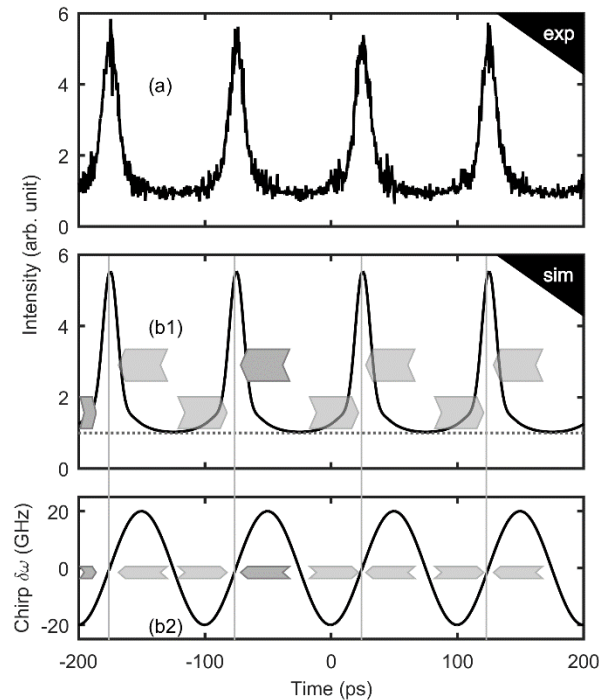 6
exp
(a)
4
2
0
Intensity (arb. unit)
6
sim
(b1)
4
2
0
20
0
-20
Chirp δω (GHz)
(b2)
-200 -100 0 100 200
Time (ps)